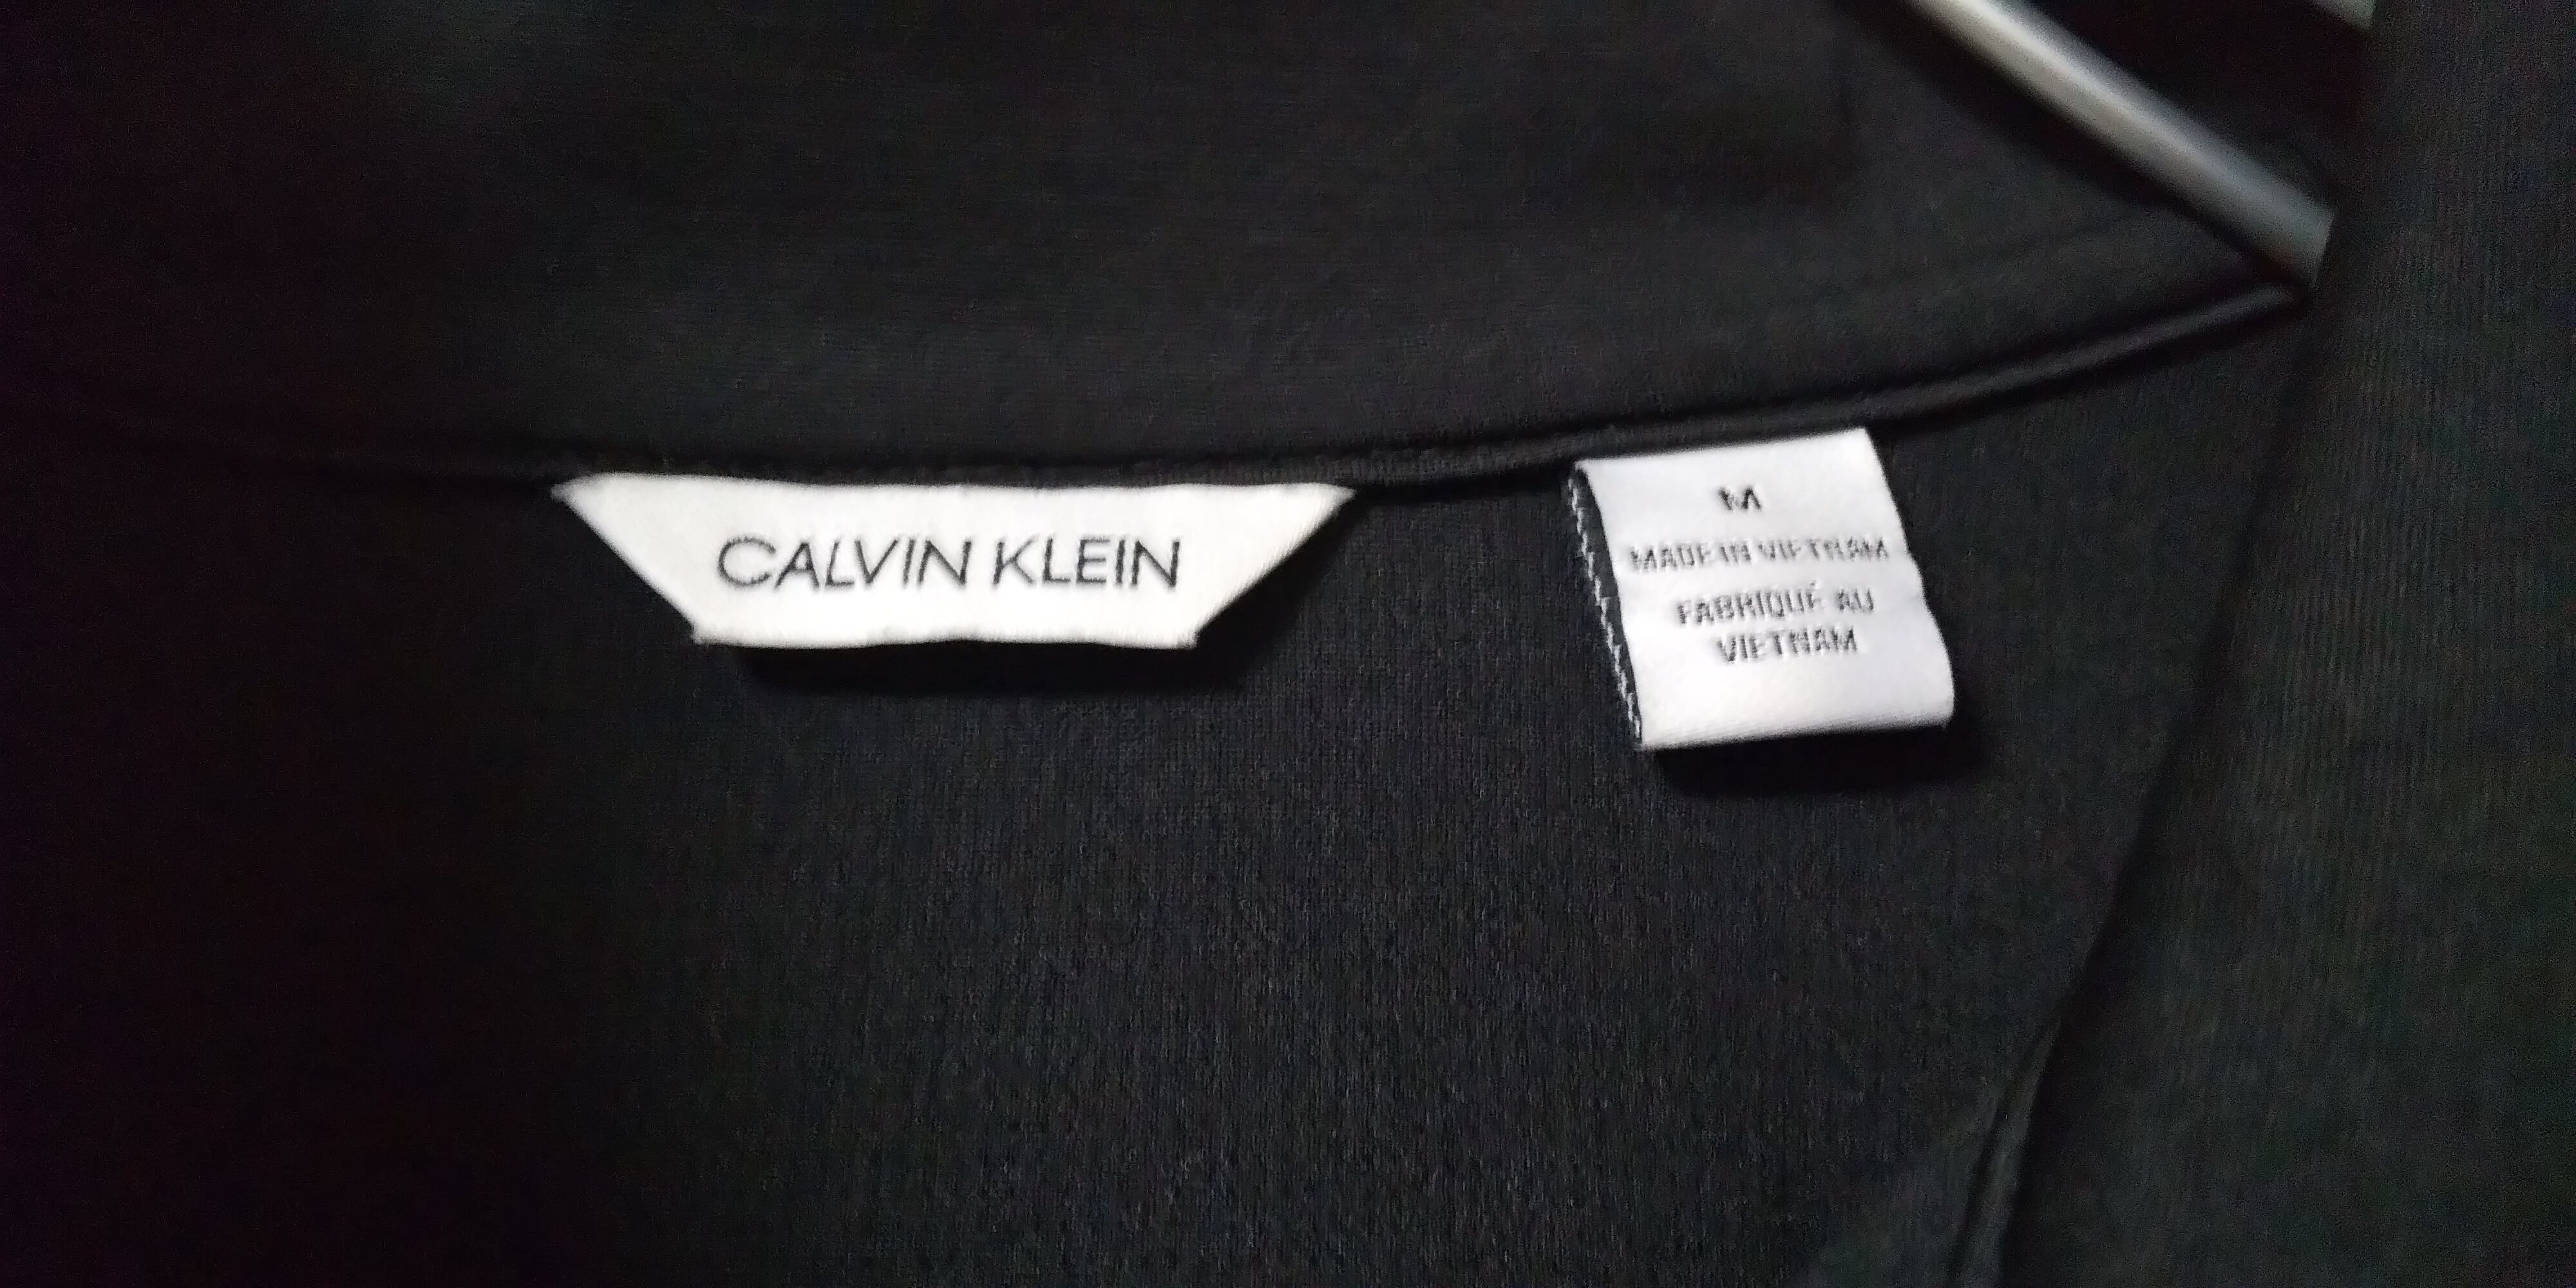 CALVIN KLEIN
M
MADE IN VIETNAM
FABRIQUÉ AU
VIETNAM